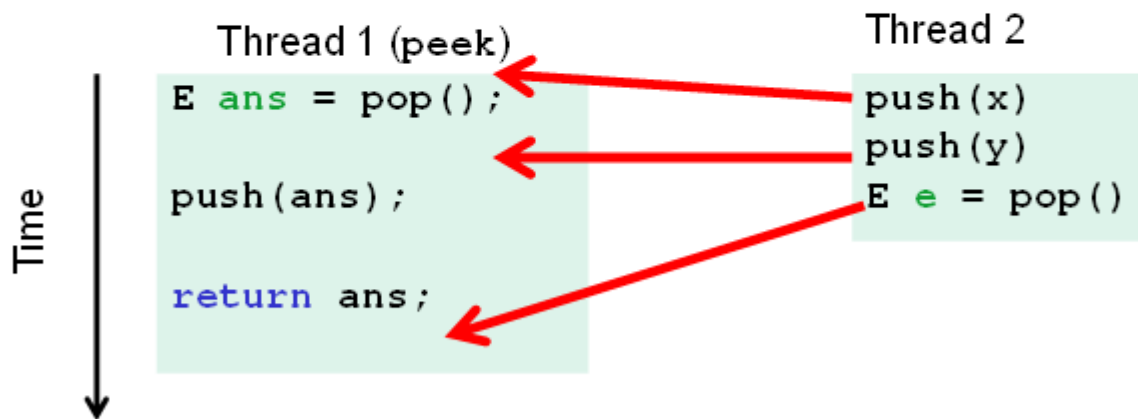 Thread 1 (peek)
E ans = pop();
push(ans);
return ans;
Thread 2
push(x)
push(y)
E e = pop()
Time